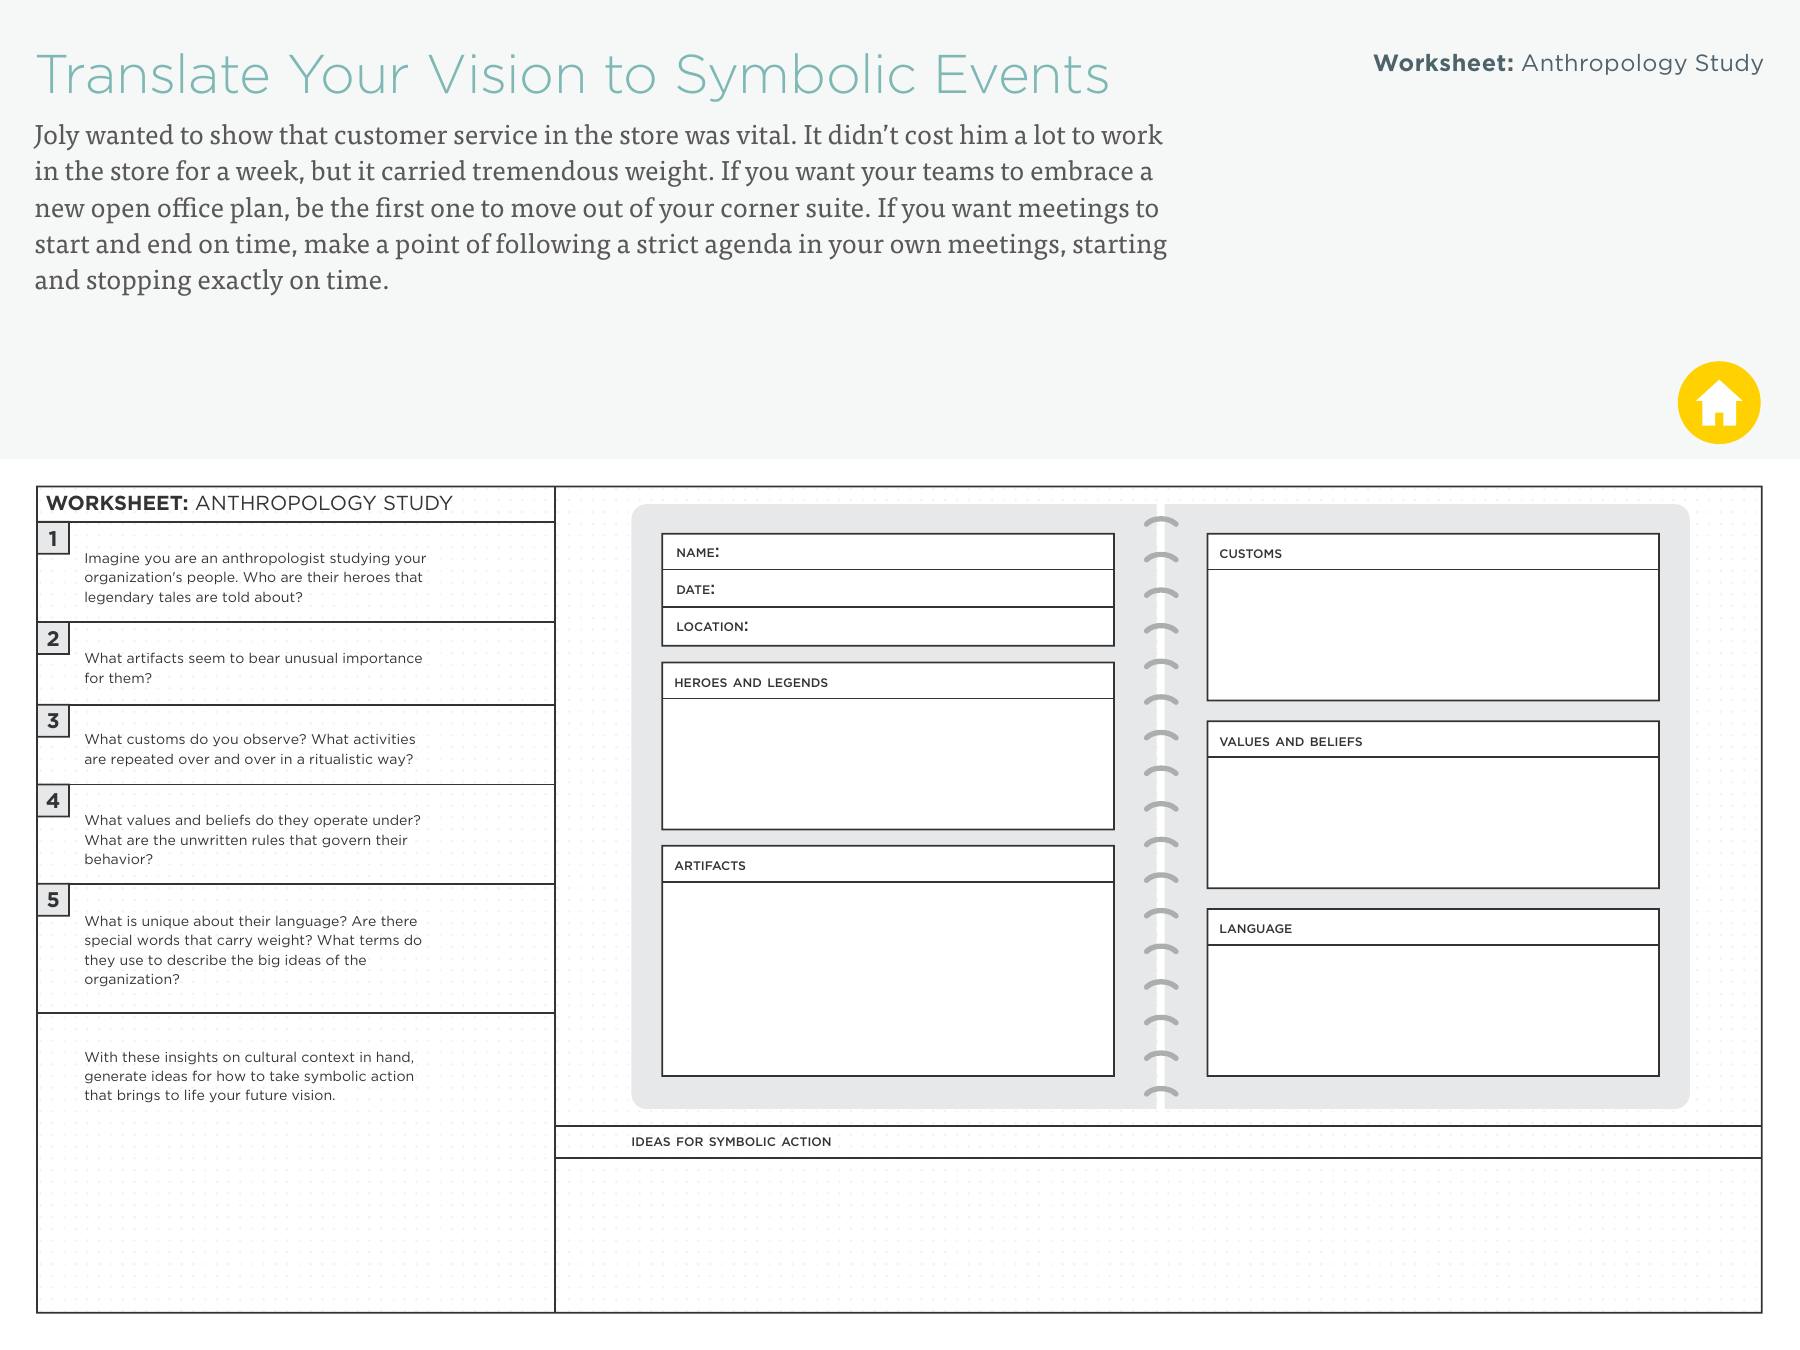 Translate Your Vision to Symbolic Events
Worksheet: Anthropology Study
Joly wanted to show that customer service in the store was vital. It didn’t cost him a lot to work
in the store for a week, but it carried tremendous weight. If you want your teams to embrace a
new open office plan, be the first one to move out of your corner suite. If you want meetings to
start and end on time, make a point of following a strict agenda in your own meetings, starting
and stopping exactly on time.
WORKSHEET: ANTHROPOLOGY STUDY
1
Imagine you are an anthropologist studying your
organization's people. Who are their heroes that
legendary tales are told about?
2
What artifacts seem to bear unusual importance
for them?
3
What customs do you observe? What activities
are repeated over and over in a ritualistic way?
4
What values and beliefs do they operate under?
What are the unwritten rules that govern their
behavior?
5
What is unique about their language? Are there
special words that carry weight? What terms do
they use to describe the big ideas of the
organization?
With these insights on cultural context in hand,
generate ideas for how to take symbolic action
that brings to life your future vision.
NAME:
DATE:
LOCATION:
HEROES AND LEGENDS
ARTIFACTS
CUSTOMS
VALUES AND BELIEFS
LANGUAGE
IDEAS FOR SYMBOLIC ACTION